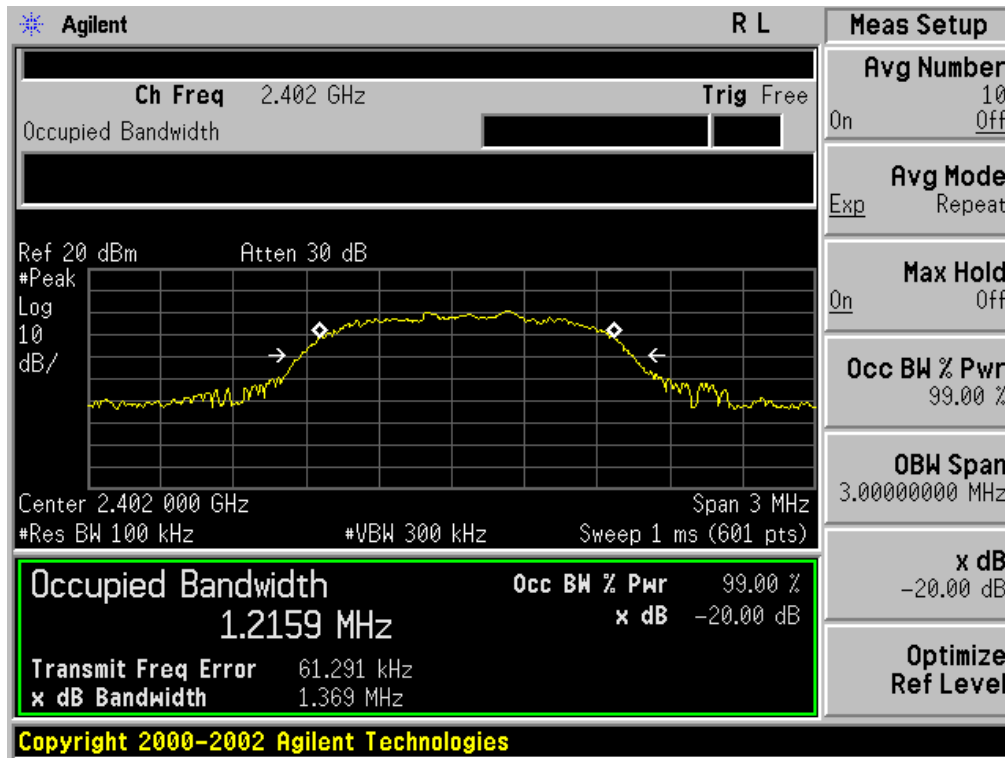 Agilent R L Meas Setup
Avg Number
10
On Off
Ch Freq 2.402 GHz Trig Free
Occupied Bandwidth
Avg Mode
Exp Repeat
Ref 20 dBm Atten 30 dB
#Peak
Log
10
dB/
Max Hold
On Off
Occ BW % Pwr
99.00 %
OBW Span
3.00000000 MHz
Center 2.402 000 GHz Span 3 MHz
#Res BW 100 kHz #VBW 300 kHz Sweep 1 ms (601 pts)
x dB
-20.00 dB
Occupied Bandwidth Occ BW % Pwr 99.00 %
1.2159 MHz x dB -20.00 dB
Transmit Freq Error 61.291 kHz
x dB Bandwidth 1.369 MHz
Optimize
Ref Level
Copyright 2000-2002 Agilent Technologies